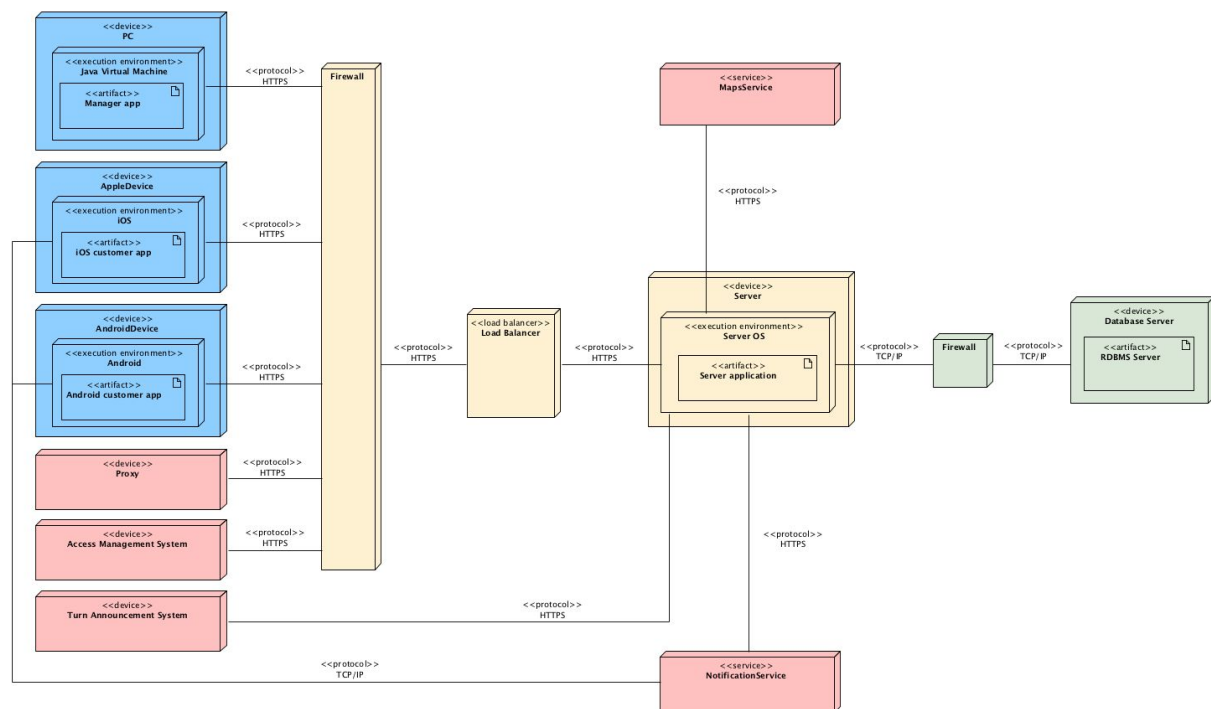 <<device>>
PC
<<execution environment>>
Java Virtual Machine
<<artifact>>
Manager app
<<protocol>>
HTTPS
Firewall
<<service>>
MapsService
<<device>>
AppleDevice
<<execution environment>>
iOS
<<artifact>>
iOS customer app
<<protocol>>
HTTPS
<<protocol>>
HTTPS
<<device>>
AndroidDevice
<<execution environment>>
Android
<<artifact>>
Android customer app
<<protocol>>
HTTPS
<<protocol>>
HTTPS
<<load balancer>>
Load Balancer
<<protocol>>
HTTPS
<<device>>
Server
<<execution environment>>
Server OS
<<artifact>>
Server application
<<protocol>>
TCP/IP
Firewall
<<protocol>>
TCP/IP
<<device>>
Database Server
<<artifact>>
RDBMS Server
<<device>>
Proxy
<<protocol>>
HTTPS
<<device>>
Access Management System
<<protocol>>
HTTPS
<<protocol>>
HTTPS
<<device>>
Turn Announcement System
<<protocol>>
HTTPS
<<protocol>>
TCP/IP
<<service>>
NotificationService